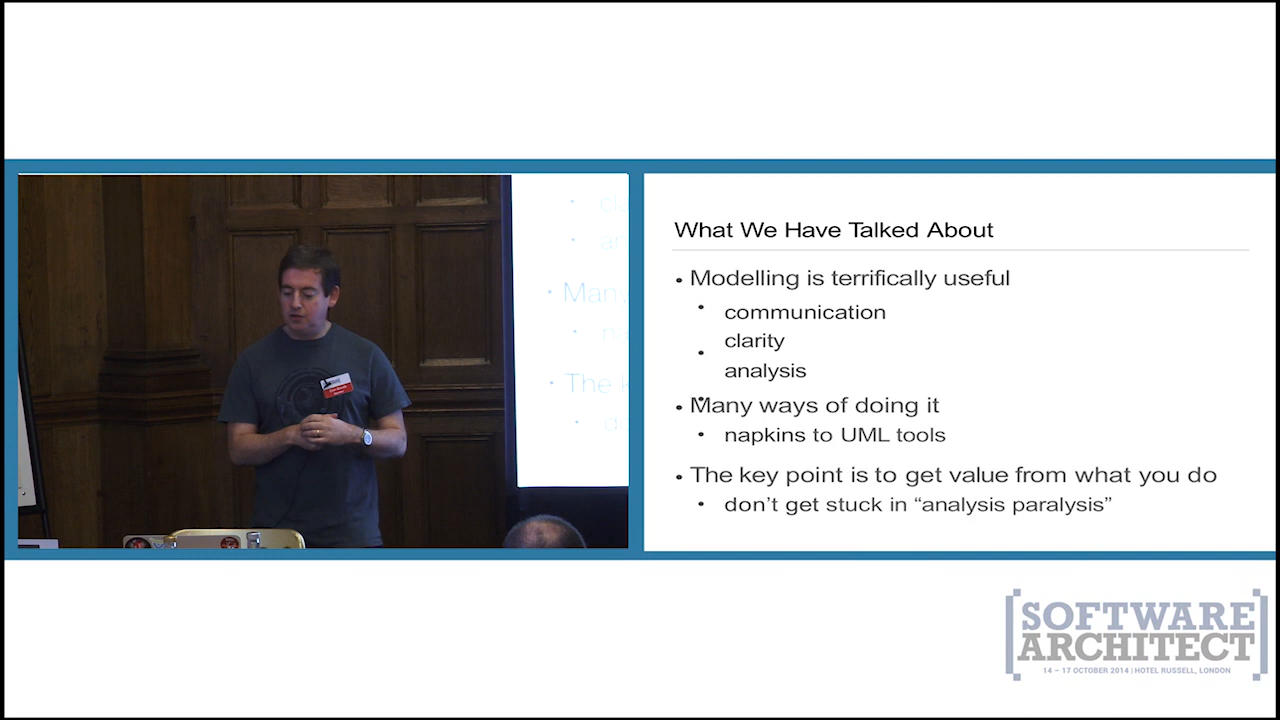 What We Have Talked About
• Modelling is terrifically useful
• communication
• clarity
• analysis
• Many ways of doing it
• napkins to UML tools
• The key point is to get value from what you do
• don’t get stuck in “analysis paralysis”
[SOFTWARE
ARCHITECT]
14 – 17 OCTOBER 2014 | HOTEL RUSSELL, LONDON